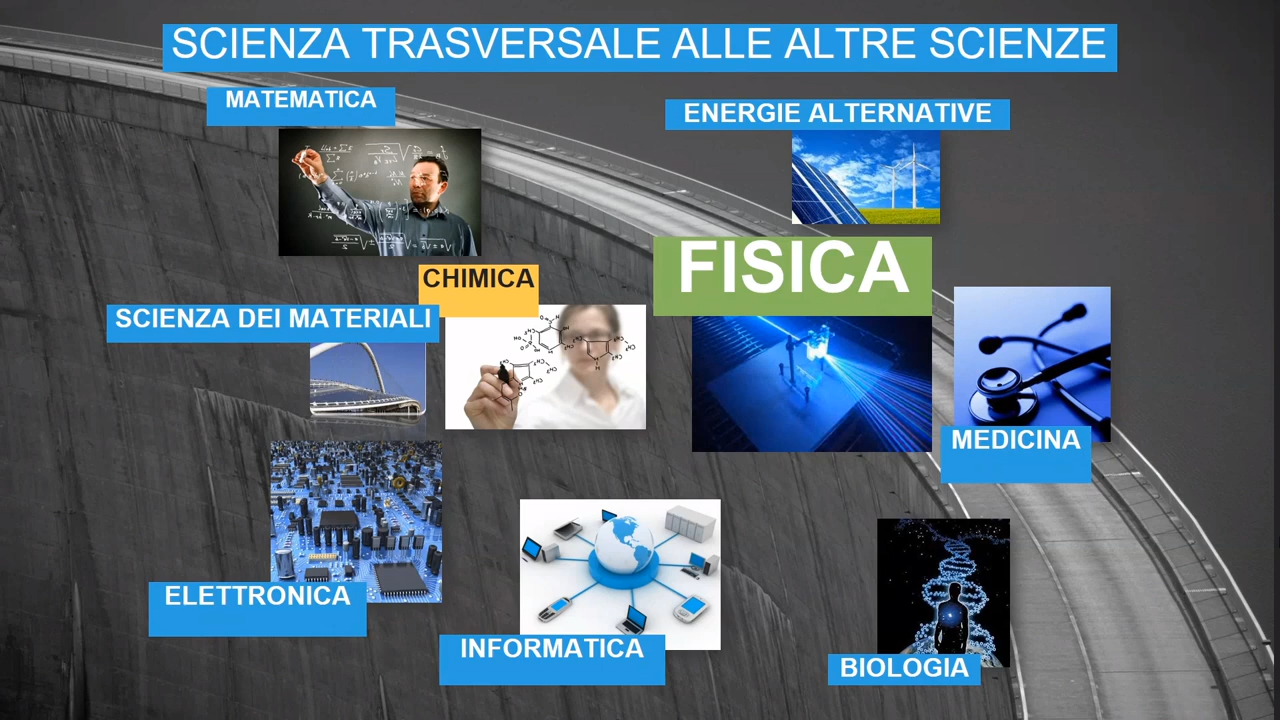 SCIENZA TRASVERSALE ALLE ALTRE SCIENZE
MATEMATICA
ENERGIE ALTERNATIVE
FISICA
CHIMICA
SCIENZA DEI MATERIALI
MEDICINA
ELETTRONICA
INFORMATICA
BIOLOGIA